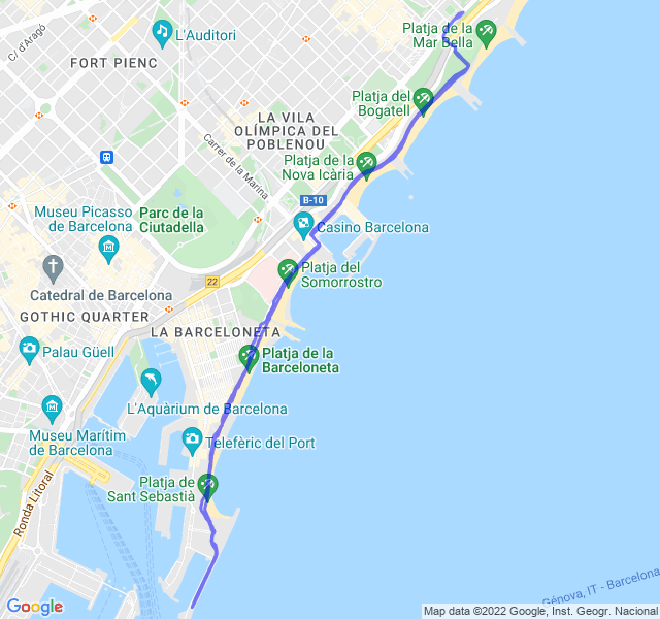 Platja de la
Mar Bella
L'Auditori
C/ d'Aragó
FORT PIENC
Platja del
Bogatell
LA VILA
OLÍMPICA DEL
POBLENOU
Carrer de la Marina
Platja de la
Nova Icària
B-10
Museu Picasso
de Barcelona
Parc de la
Ciutadella
Casino Barcelona
Catedral de Barcelona
22
Platja del
Somorrostro
GOTHIC QUARTER
LA BARCELONETA
Palau Güell
Platja de la
Barceloneta
L'Aquàrium de Barcelona
Museu Marítim
de Barcelona
Telefèric del Port
Ronda Litoral
Platja de
Sant Sebastià
Génova, IT - Barcelona
Google
Map data ©2022 Google, Inst. Geogr. Nacional